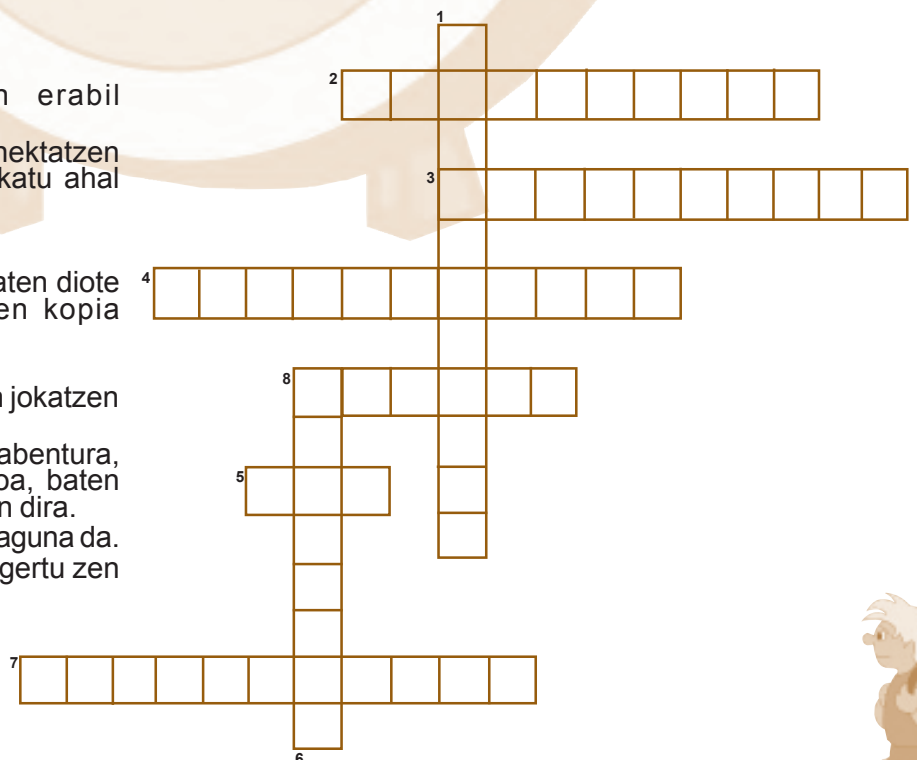 1
2
n erabil
nektatzen
katu ahal
3
aten diote
4
en kopia
8
n jokatzen
abentura,
oa, baten
5
n dira.
aguna da.
gertu zen
7
6